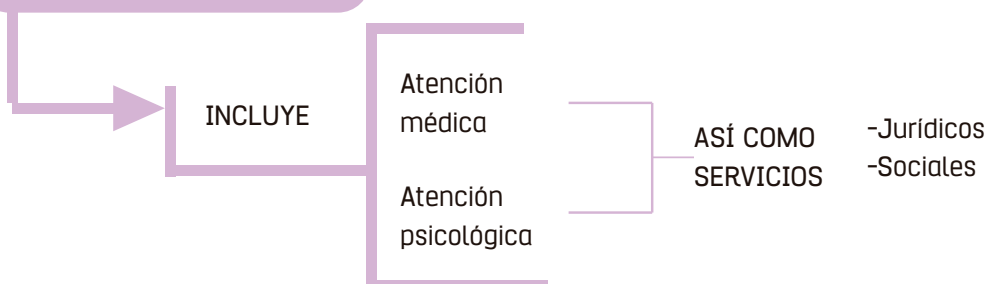 INCLUYE
Atención
médica
Atención
psicológica
ASÍ COMO
SERVICIOS
-Jurídicos
-Sociales